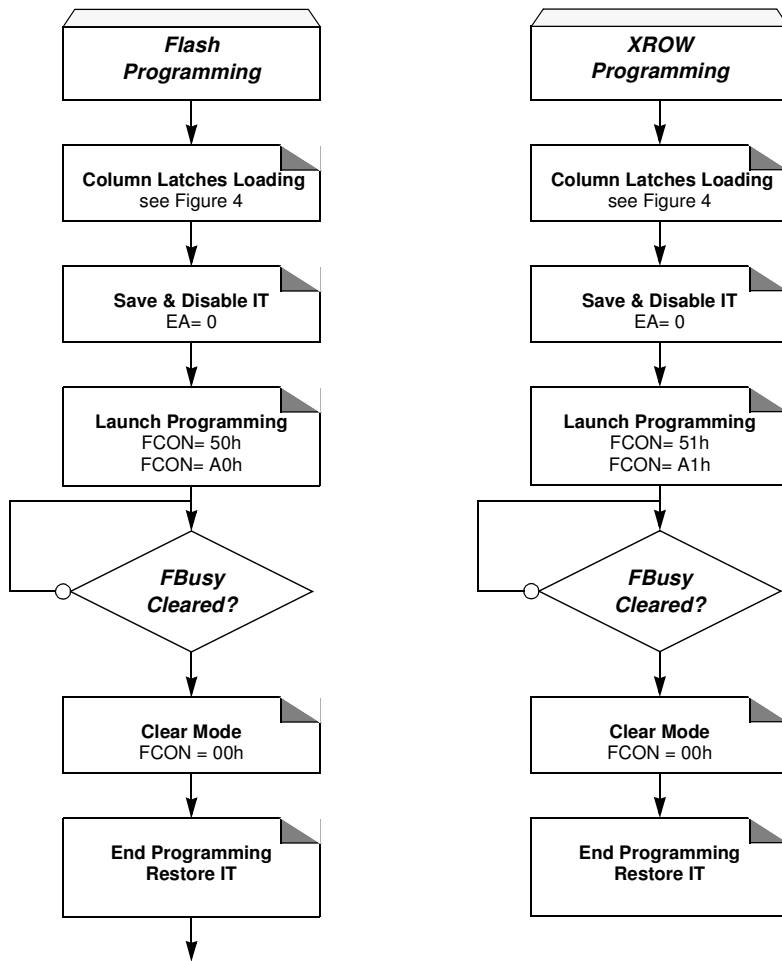 Flash
Programming
Column Latches Loading
see Figure 4
Save & Disable IT
EA= 0
Launch Programming
FCON= 50h
FCON= A0h
FBusy
Cleared?
Clear Mode
FCON = 00h
End Programming
Restore IT
XROW
Programming
Column Latches Loading
see Figure 4
Save & Disable IT
EA= 0
Launch Programming
FCON= 51h
FCON= A1h
FBusy
Cleared?
Clear Mode
FCON = 00h
End Programming
Restore IT